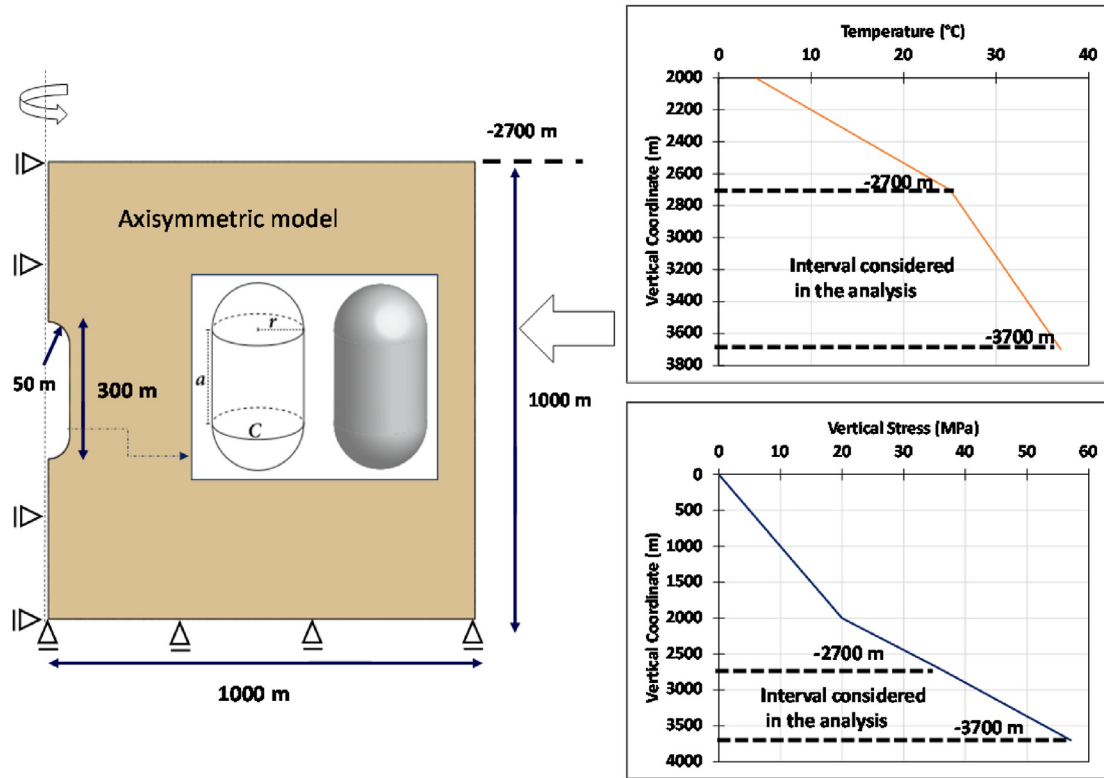 -2700 m
Axisymmetric model
r
a
C
50 m
300 m
1000 m
1000 m
Temperature (°C)
0 10 20 30 40
Vertical Coordinate (m)
2000
2200
2400
2600
2800
3000
3200
3400
3600
3800
-2700 m
Interval considered
in the analysis
-3700 m
Vertical Stress (MPa)
0 10 20 30 40 50 60
Vertical Coordinate (m)
0
500
1000
1500
2000
2500
3000
3500
4000
-2700 m
Interval considered
in the analysis
-3700 m